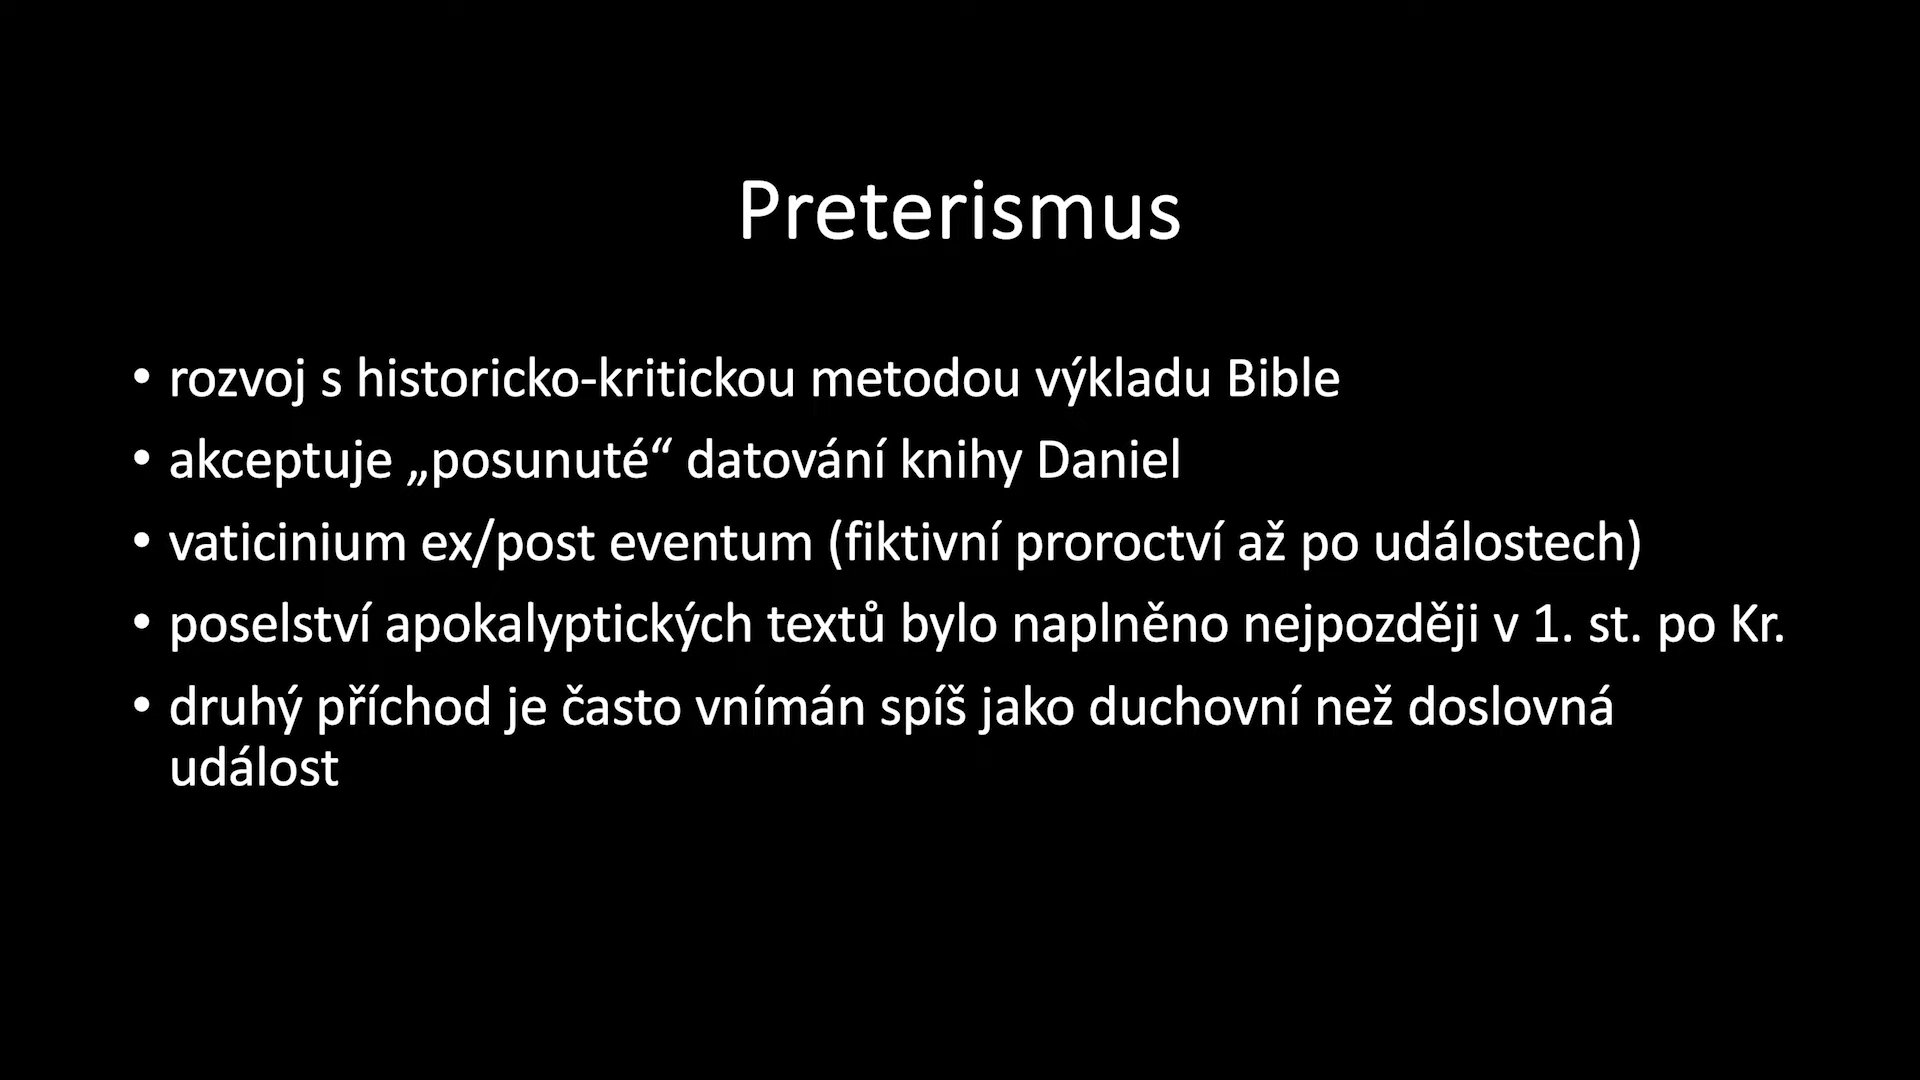 Preterismus
• rozvoj s historicko-kritickou metodou výkladu Bible
• akceptuje „posunuté“ datování knihy Daniel
• vaticinium ex/post eventum (fiktivní proroctví až po událostech)
• poselství apokalyptických textů bylo naplněno nejpozději v 1. st. po Kr.
• druhý příchod je často vnímán spíš jako duchovní než doslovná
událost